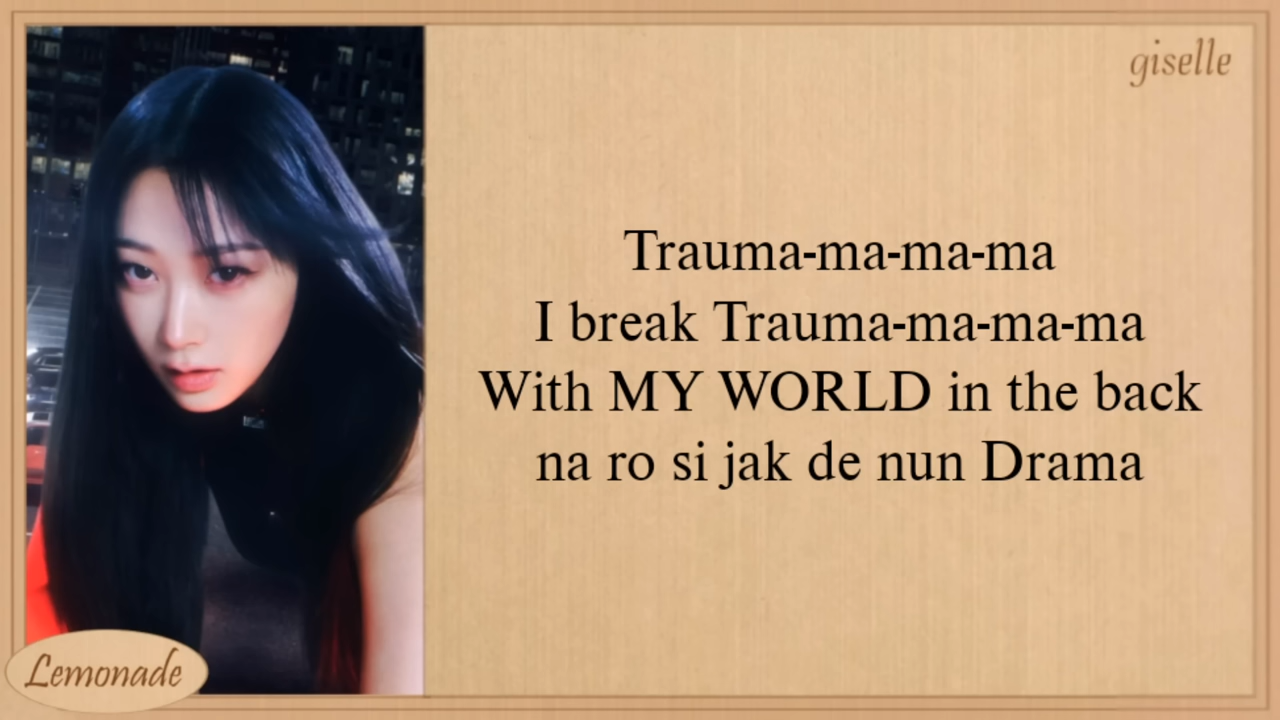 giselle
Trauma-ma-ma-ma
I break Trauma-ma-ma-ma
With MY WORLD in the back
na ro si jak de nun Drama
Lemonade